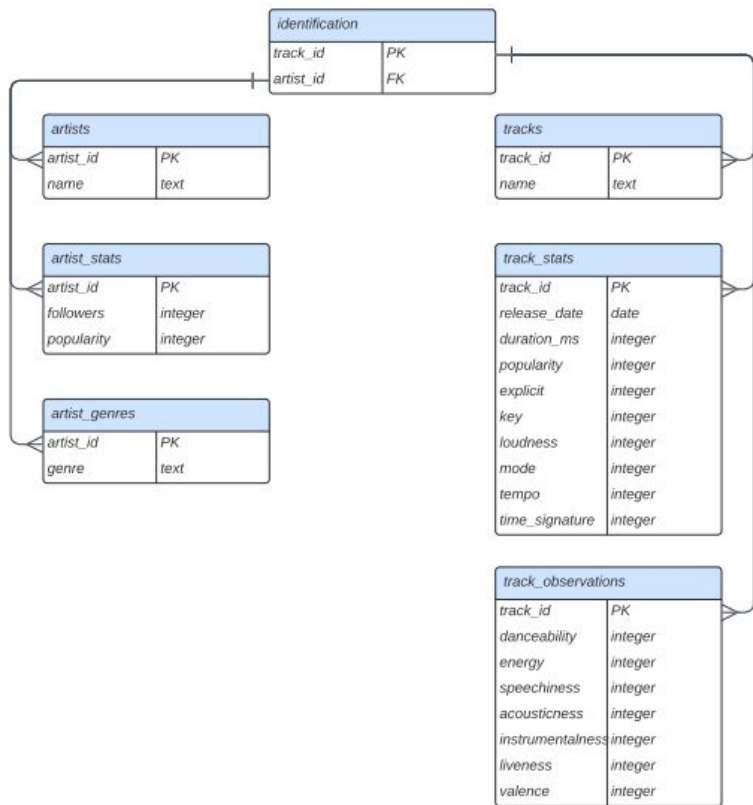 identification
track_id PK
artist_id FK
artists
artist_id PK
name text
tracks
track_id PK
name text
artist_stats
artist_id PK
followers integer
popularity integer
track_stats
track_id PK
release_date date
duration_ms integer
popularity integer
explicit integer
key integer
loudness integer
mode integer
tempo integer
time_signature integer
artist_genres
artist_id PK
genre text
track_observations
track_id PK
danceability integer
energy integer
speechiness integer
acousticness integer
instrumentalness integer
liveness integer
valence integer